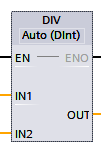 DIV
Auto (DInt)
EN ENO
IN1
OUT
IN2